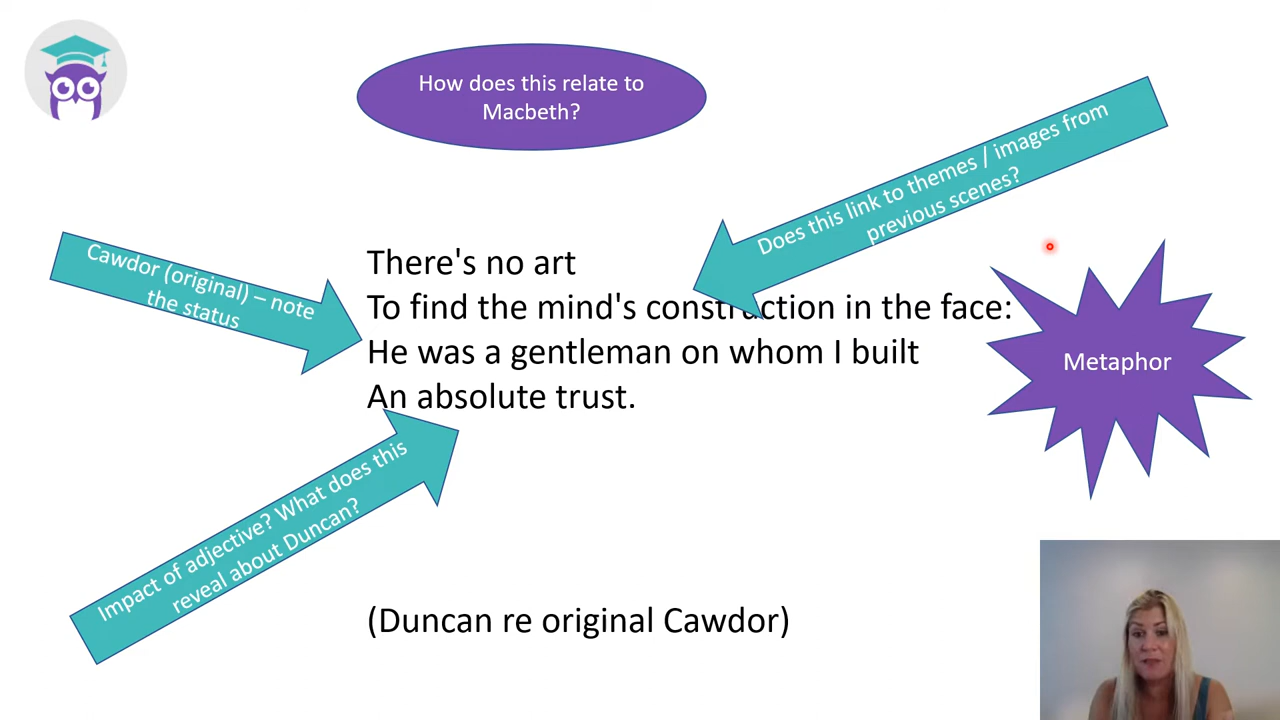 How does this relate to
Macbeth?
Does this link to themes / images from
previous scenes?
Cawdor (original) – note
the status
There's no art
To find the mind's construction in the face:
He was a gentleman on whom I built
An absolute trust.
Metaphor
Impact of adjective? What does this
reveal about Duncan?
(Duncan re original Cawdor)